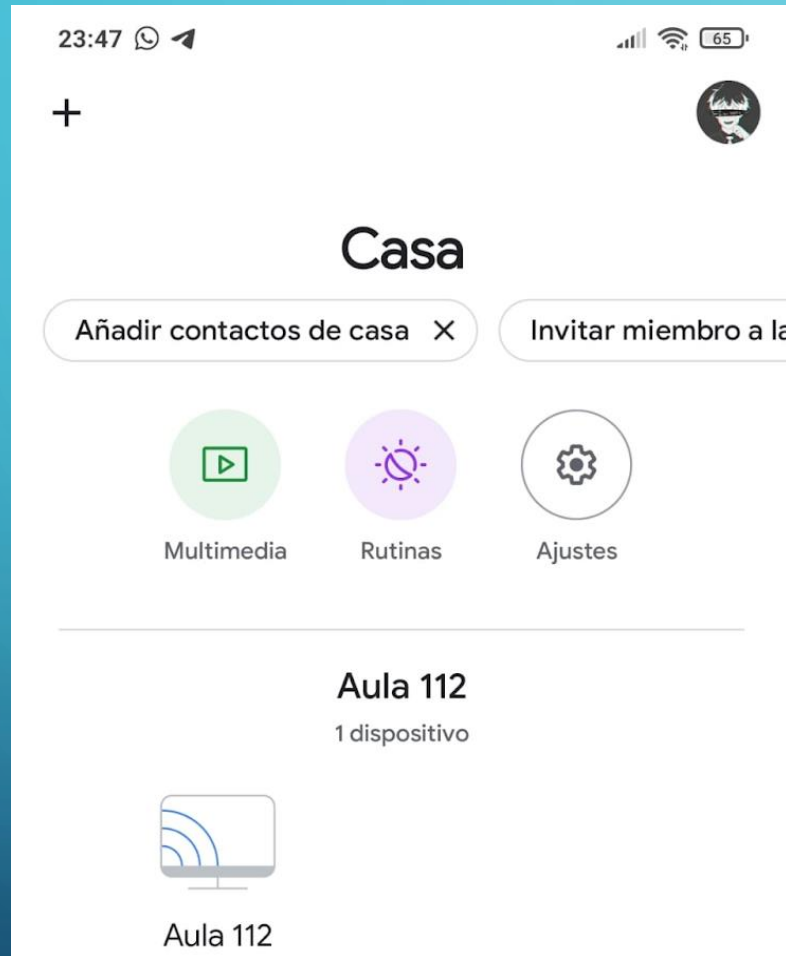 23:47
65
Casa
Añadir contactos de casa
Invitar miembro a la
Multimedia
Rutinas
Ajustes
Aula 112
1 dispositivo
Aula 112